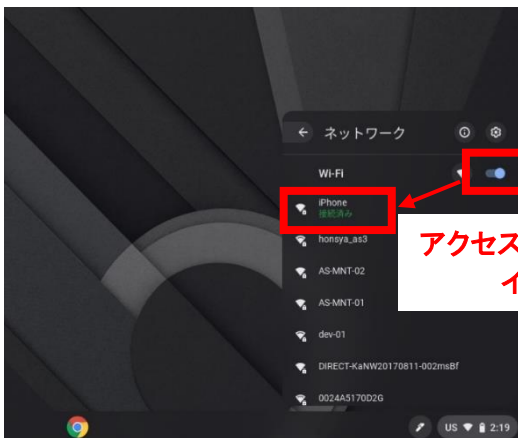 ネットワーク
Wi-Fi
iPhone
接続済み
honsya_as3
アクセス
イ
AS-MNT-02
AS-MNT-01
dev-01
DIRECT-KaNW20170811-002msBf
0024A5170D2G
US 2:19